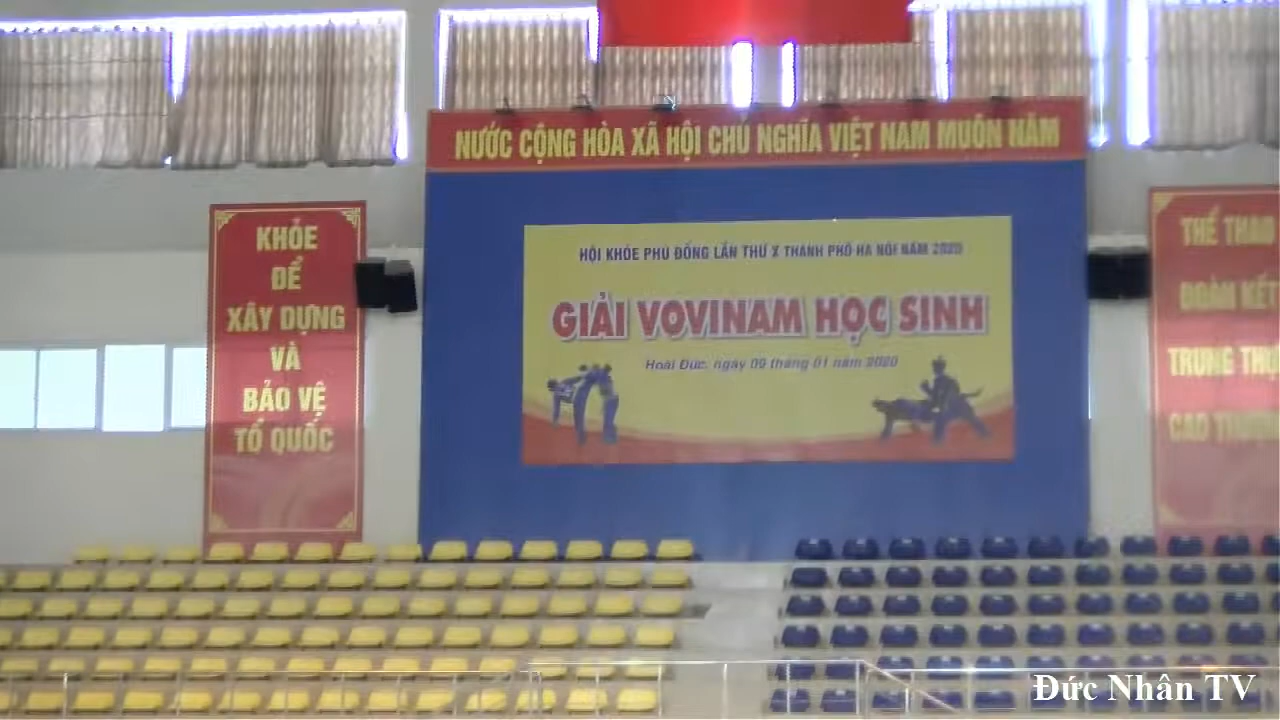 NƯỚC CỘNG HÒA XÃ HỘI CHỦ NGHĨA VIỆT NAM MUÔN NĂM
KHỎE
ĐỂ
XÂY DỰNG
VÀ
BẢO VỆ
TỔ QUỐC
HỘI KHỎE PHÙ ĐỔNG LẦN THỨ X THÀNH PHỐ HÀ NỘI NĂM 2020
GIẢI VOVINAM HỌC SINH
Hoài Đức, ngày 09 tháng 01 năm 2020
THỂ THAO
ĐOÀN KẾT
TRUNG
CAO
Đức Nhân TV